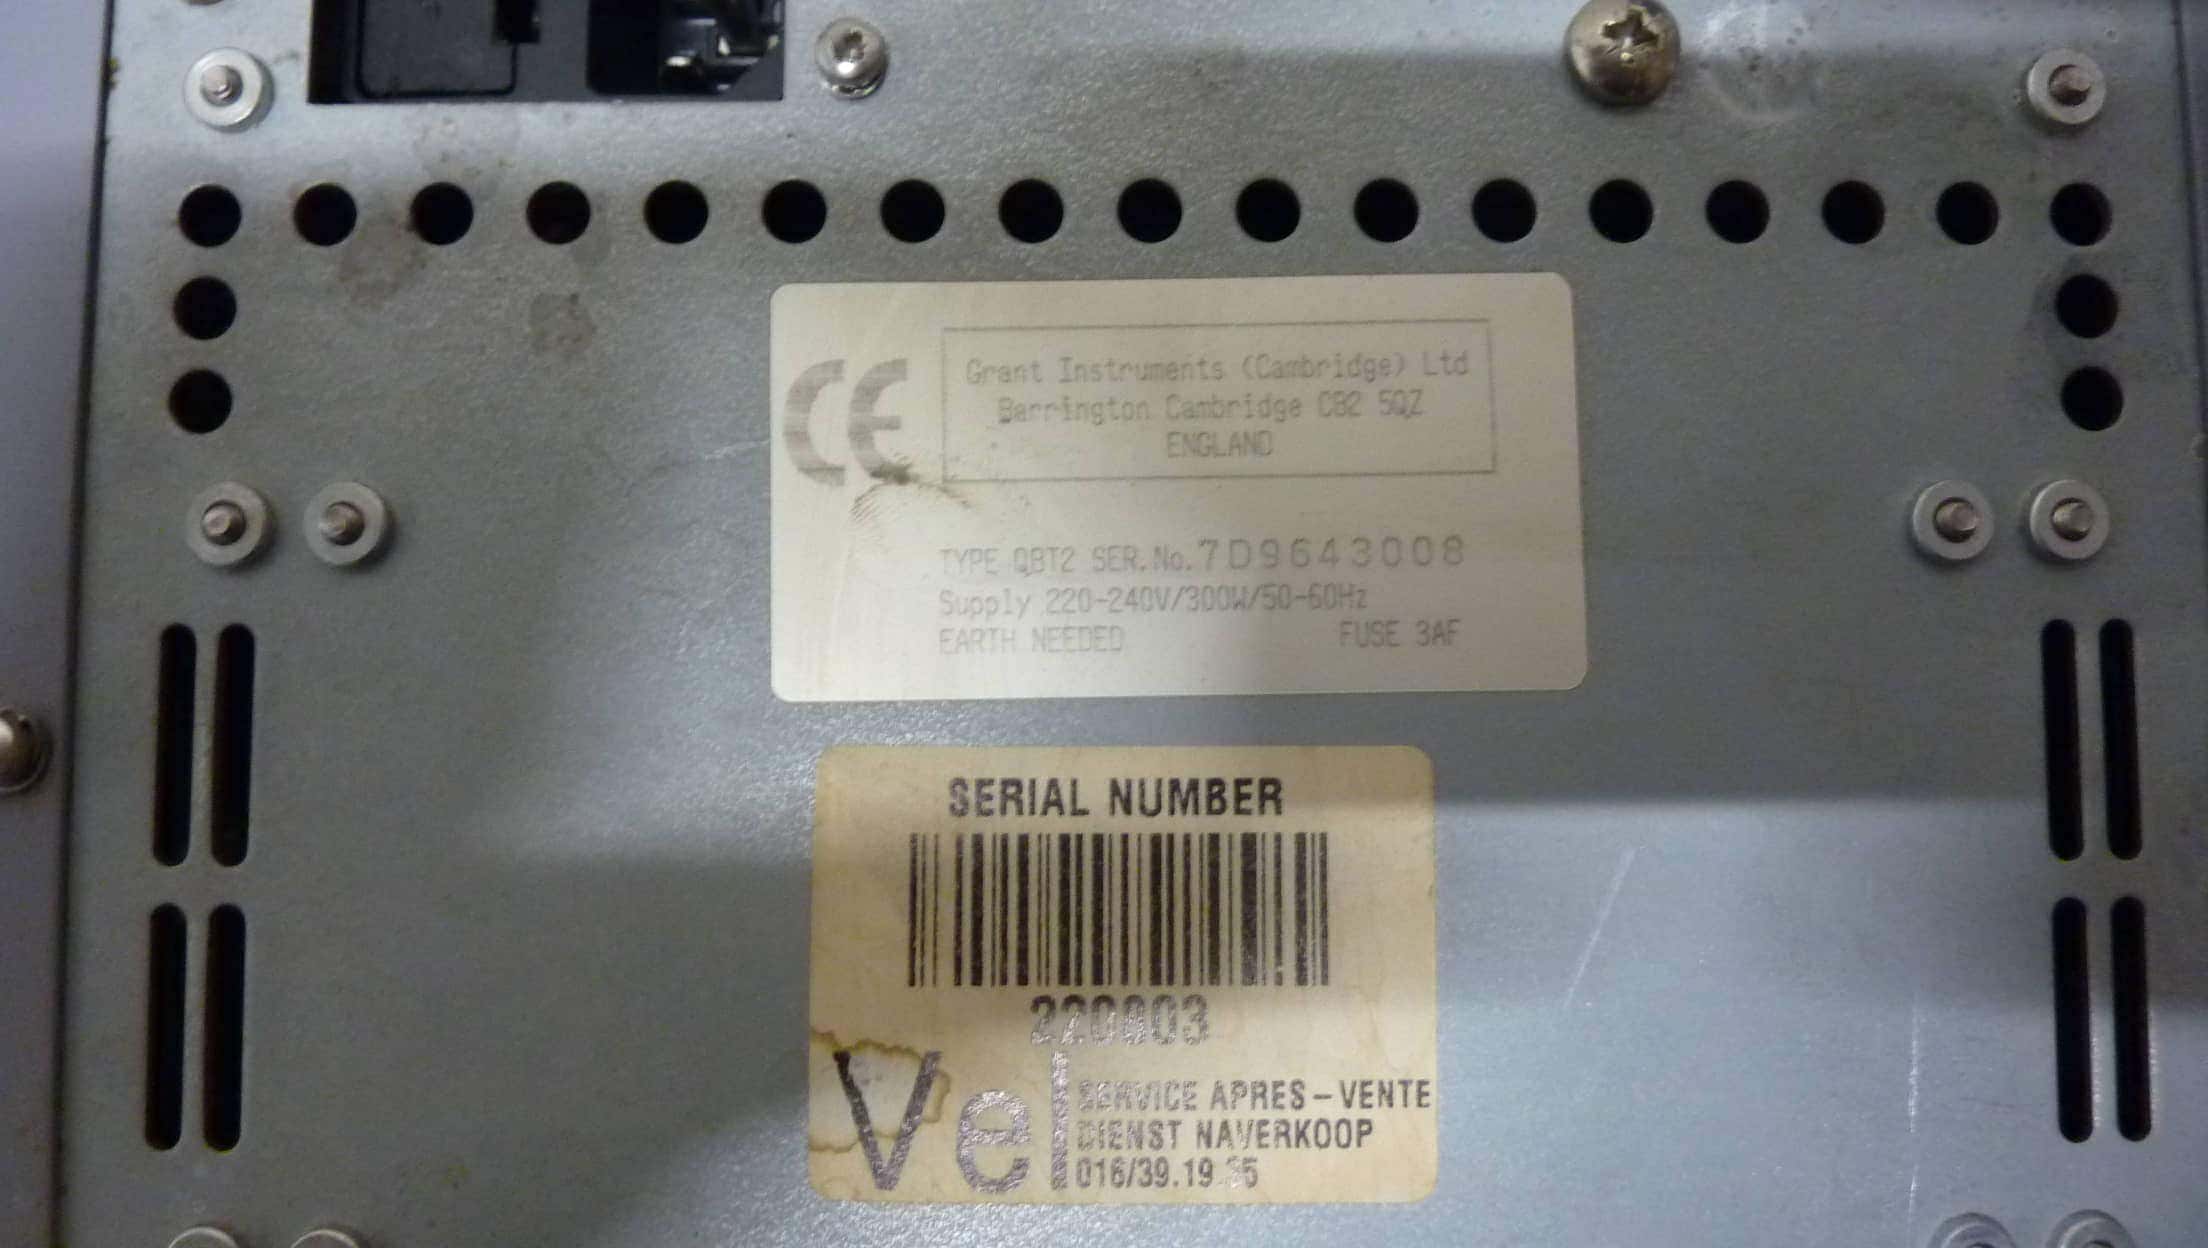 CE
Grant Instruments (Cambridge) Ltd
Barrington Cambridge CB2 5QZ
ENGLAND
TYPE QBT2 SER.No. 7D9643008
Supply 220-240V/300W/50-60Hz
EARTH NEEDED FUSE 3AF
SERIAL NUMBER
220803
Vel
SERVICE APRES-VENTE
DIENST NAVERKOOP